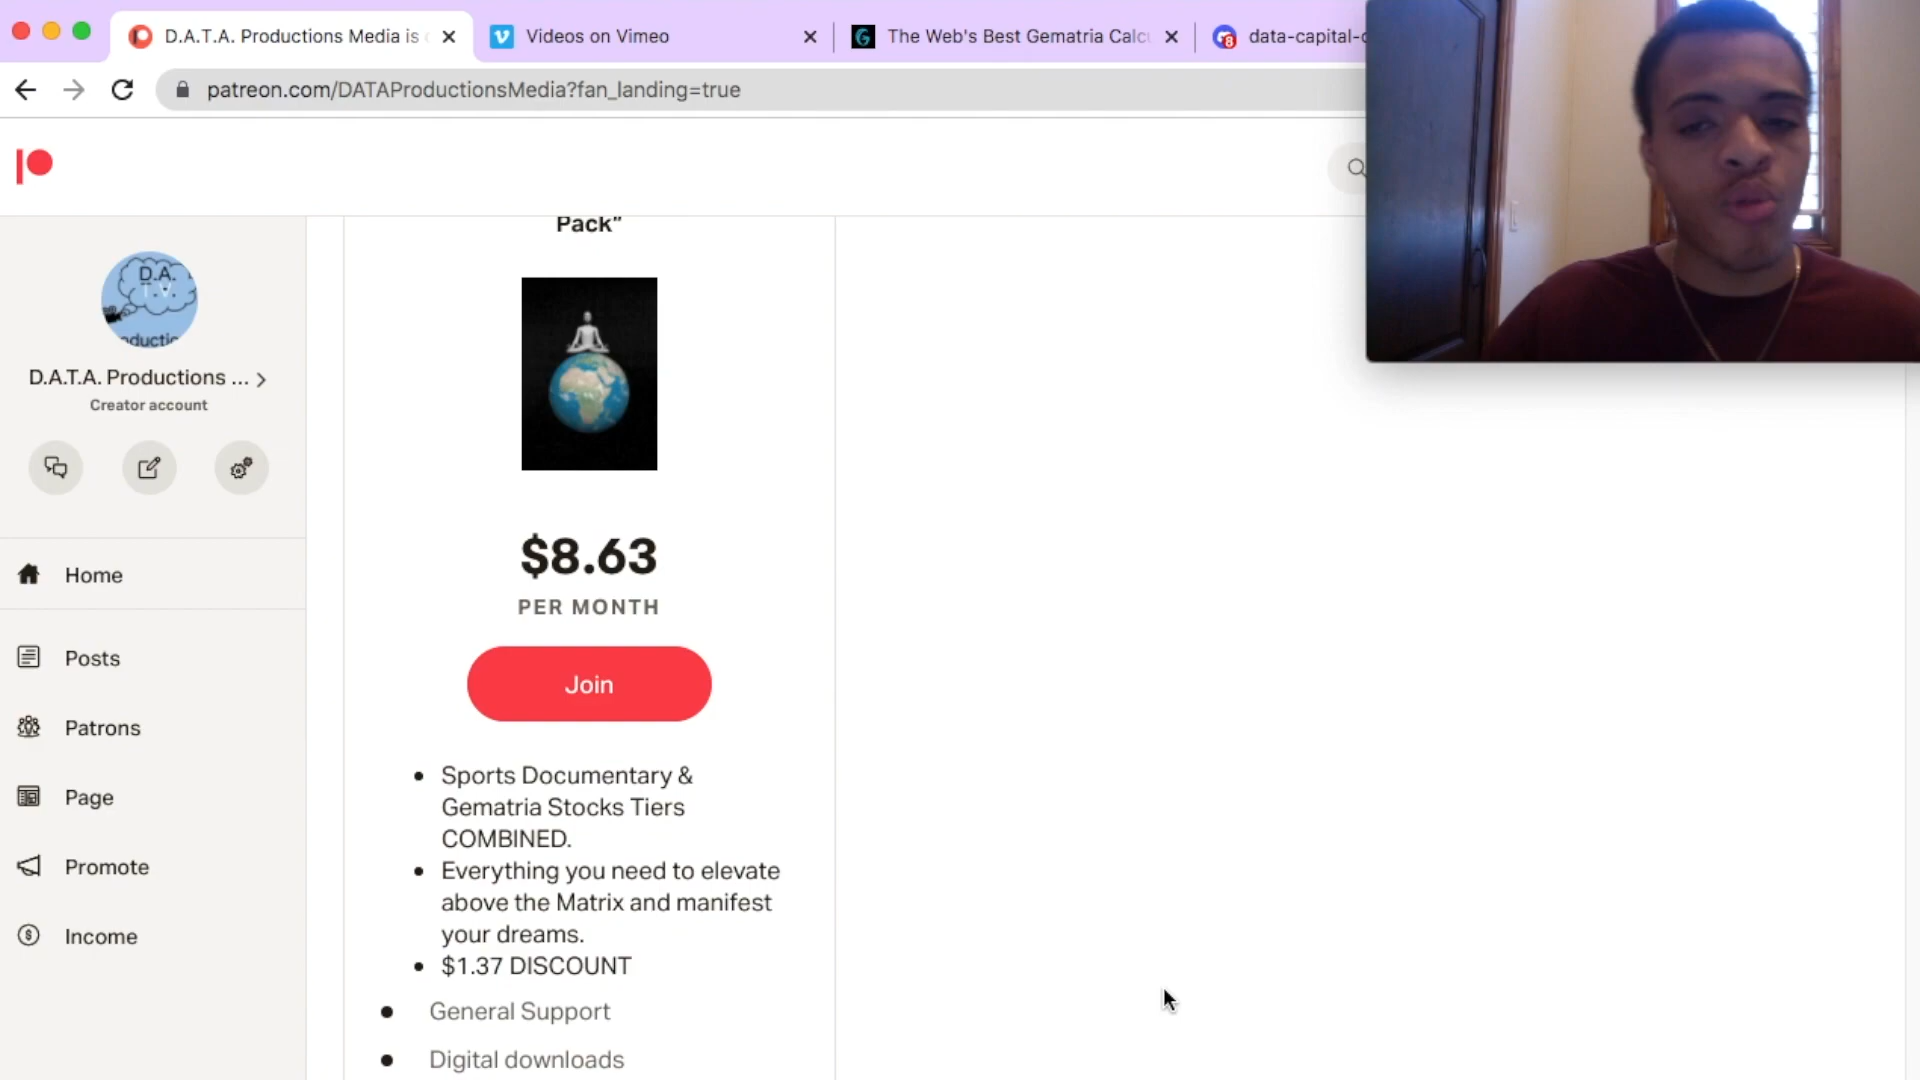 D.A.T.A. Productions Media is
Videos on Vimeo
The Web's Best Gematria Calc
data-capital-
patreon.com/DATAProductionsMedia?fan_landing=true
Pack"
D.A.
D.A.T.A. Productions ...
Creator account
Home
Posts
Patrons
Page
Promote
Income
$8.63
PER MONTH
Join
Sports Documentary &
Gematria Stocks Tiers
COMBINED.
Everything you need to elevate
above the Matrix and manifest
your dreams.
$1.37 DISCOUNT
General Support
Digital downloads